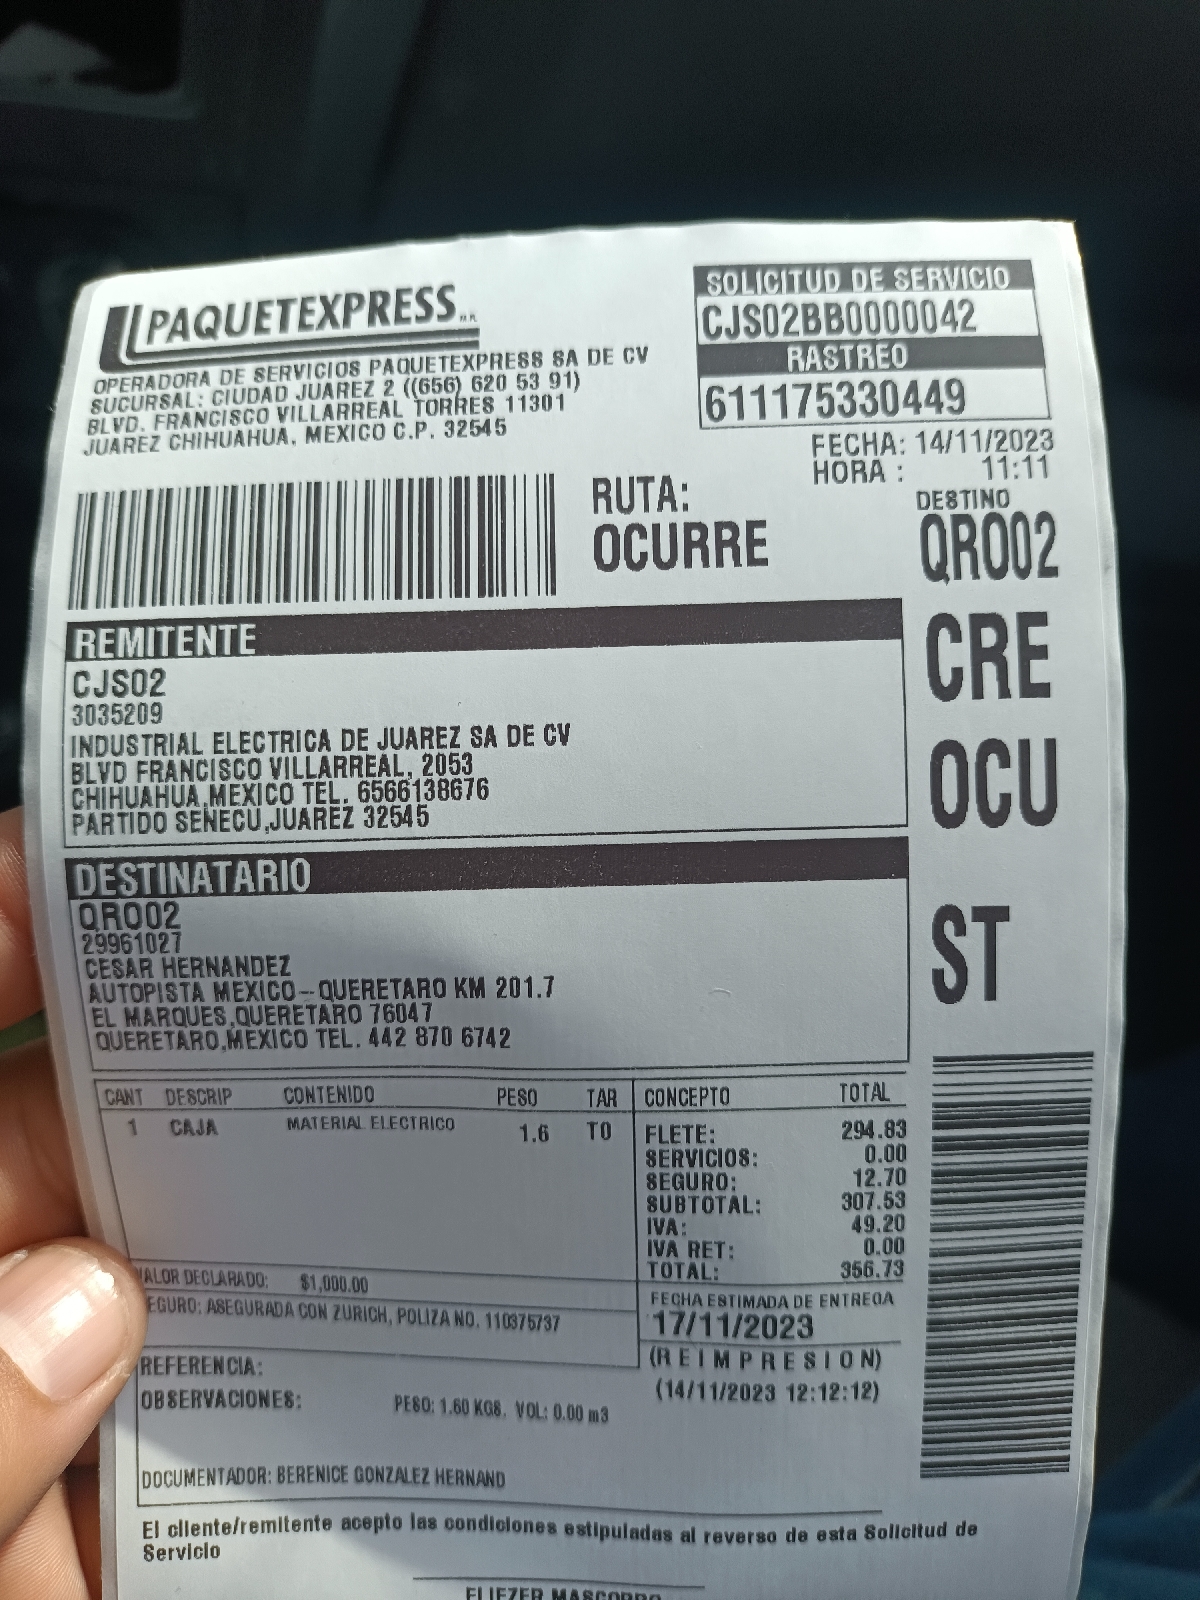 PAQUETEXPRESS
OPERADORA DE SERVICIOS PAQUETEXPRESS SA DE CV
SUCURSAL: CIUDAD JUAREZ 2 ((656) 620 53 91)
BLVD. FRANCISCO VILLARREAL TORRES 11301
JUAREZ CHIHUAHUA, MEXICO C.P. 32545
SOLICITUD DE SERVICIO
CJS02BB0000042
RASTREO
611175330449
FECHA: 14/11/2023
HORA : 11:11
RUTA:
OCURRE
DESTINO
QRO02
CRE
OCU
ST
REMITENTE
CJS02
3035209
INDUSTRIAL ELECTRICA DE JUAREZ SA DE CV
BLVD FRANCISCO VILLARREAL, 2053
CHIHUAHUA,MEXICO TEL. 6566138676
PARTIDO SENECU,JUAREZ 32545
DESTINATARIO
QRO02
29961027
CESAR HERNANDEZ
AUTOPISTA MEXICO-QUERETARO KM 201.7
EL MARQUES,QUERETARO 76047
QUERETARO,MEXICO TEL. 442 870 6742
CANT DESCRIP CONTENIDO PESO TAR
1 CAJA MATERIAL ELECTRICO 1.6 T0
CONCEPTO TOTAL
FLETE: 294.83
SERVICIOS: 0.00
SEGURO: 12.70
SUBTOTAL: 307.53
IVA: 49.20
IVA RET: 0.00
TOTAL: 356.73
VALOR DECLARADO: $1,000.00
EGURO: ASEGURADA CON ZURICH, POLIZA NO. 110375737
FECHA ESTIMADA DE ENTREGA
17/11/2023
(REIMPRESION)
(14/11/2023 12:12:12)
REFERENCIA:
OBSERVACIONES: PESO: 1.60 KGS. VOL: 0.00 m3
DOCUMENTADOR: BERENICE GONZALEZ HERNAND
El cliente/remitente acepto las condiciones estipuladas al reverso de esta Solicitud de
Servicio
ELIEZER MASCORRO